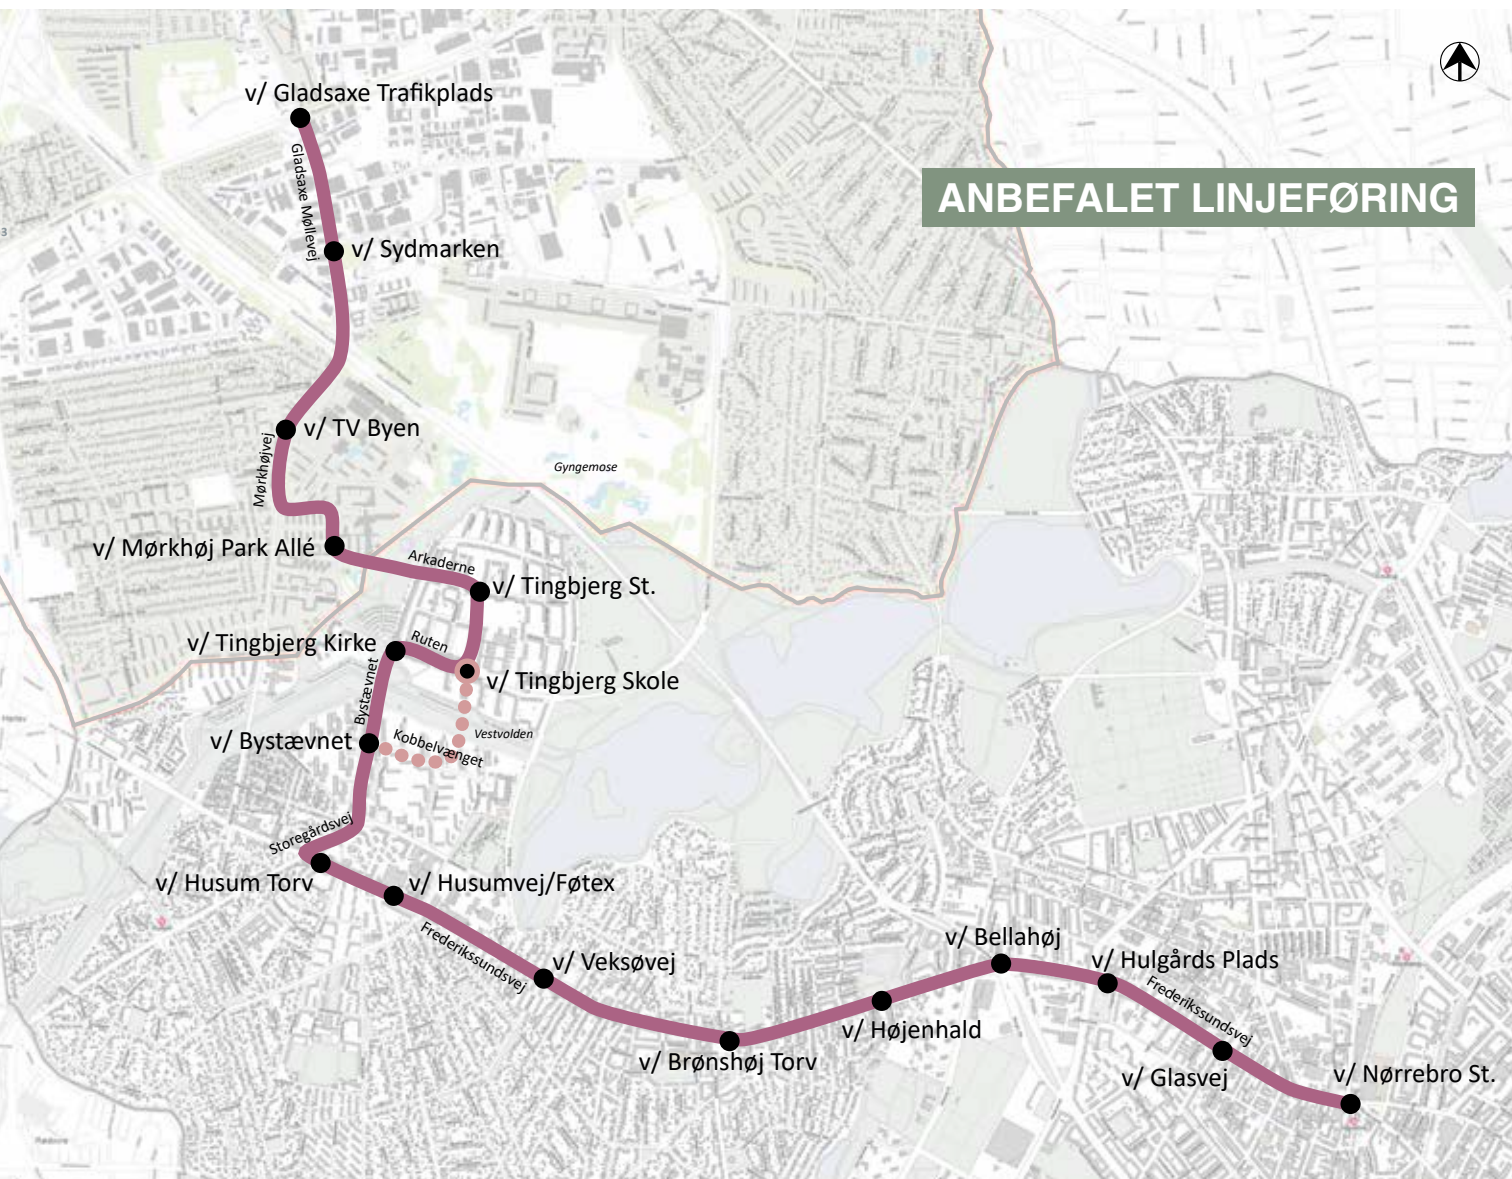 v/ Gladsaxe Trafikplads
Gladsaxe Møllevej
ANBEFALET LINJEFØRING
v/ Sydmarken
v/ TV Byen
Mørkhøjvej
Gyngemose
v/ Mørkhøj Park Allé
Arkaderne
v/ Tingbjerg St.
v/ Tingbjerg Kirke
Ruten
v/ Tingbjerg Skole
Bystævnet
v/ Bystævnet
Kobbelvænget
Vestvolden
Storegårdsvej
v/ Husum Torv
v/ Husumvej/Føtex
Frederikssundsvej
v/ Veksøvej
v/ Brønshøj Torv
v/ Højenhald
v/ Bellahøj
v/ Hulgårds Plads
Frederikssundsvej
v/ Glasvej
v/ Nørrebro St.